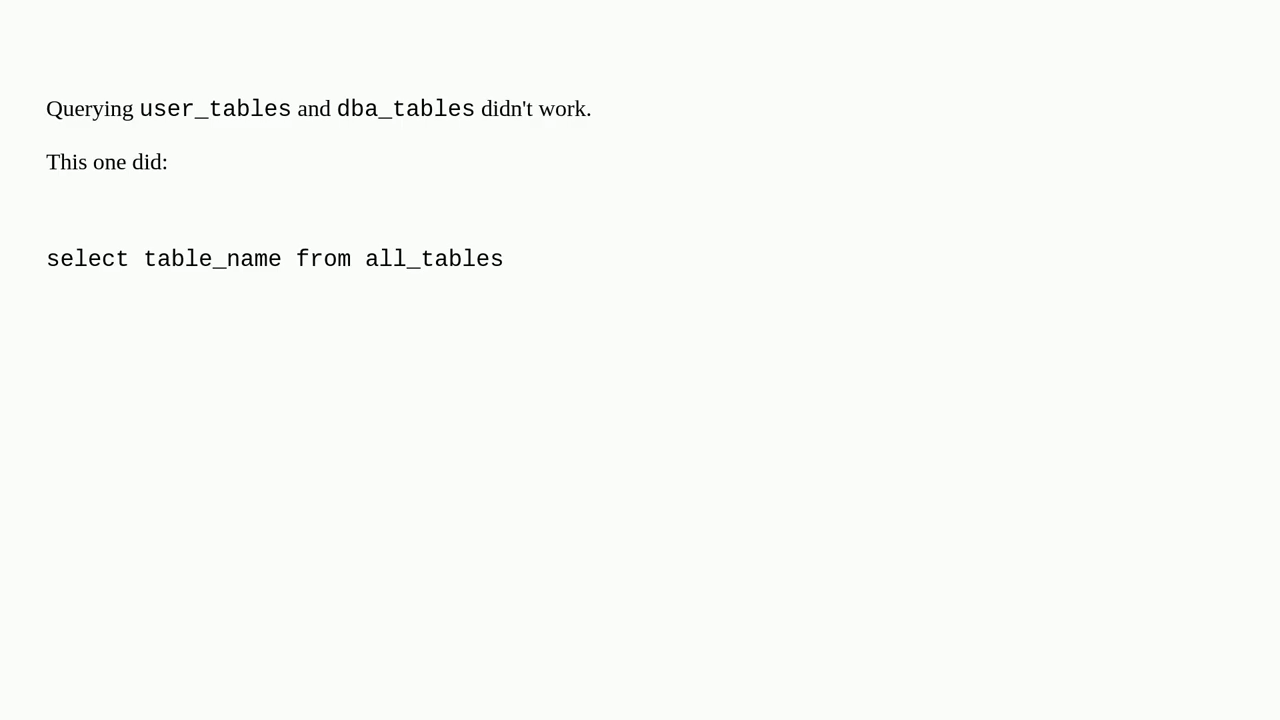 Querying user_tables and dba_tables didn't work.
This one did:
select table_name from all_tables